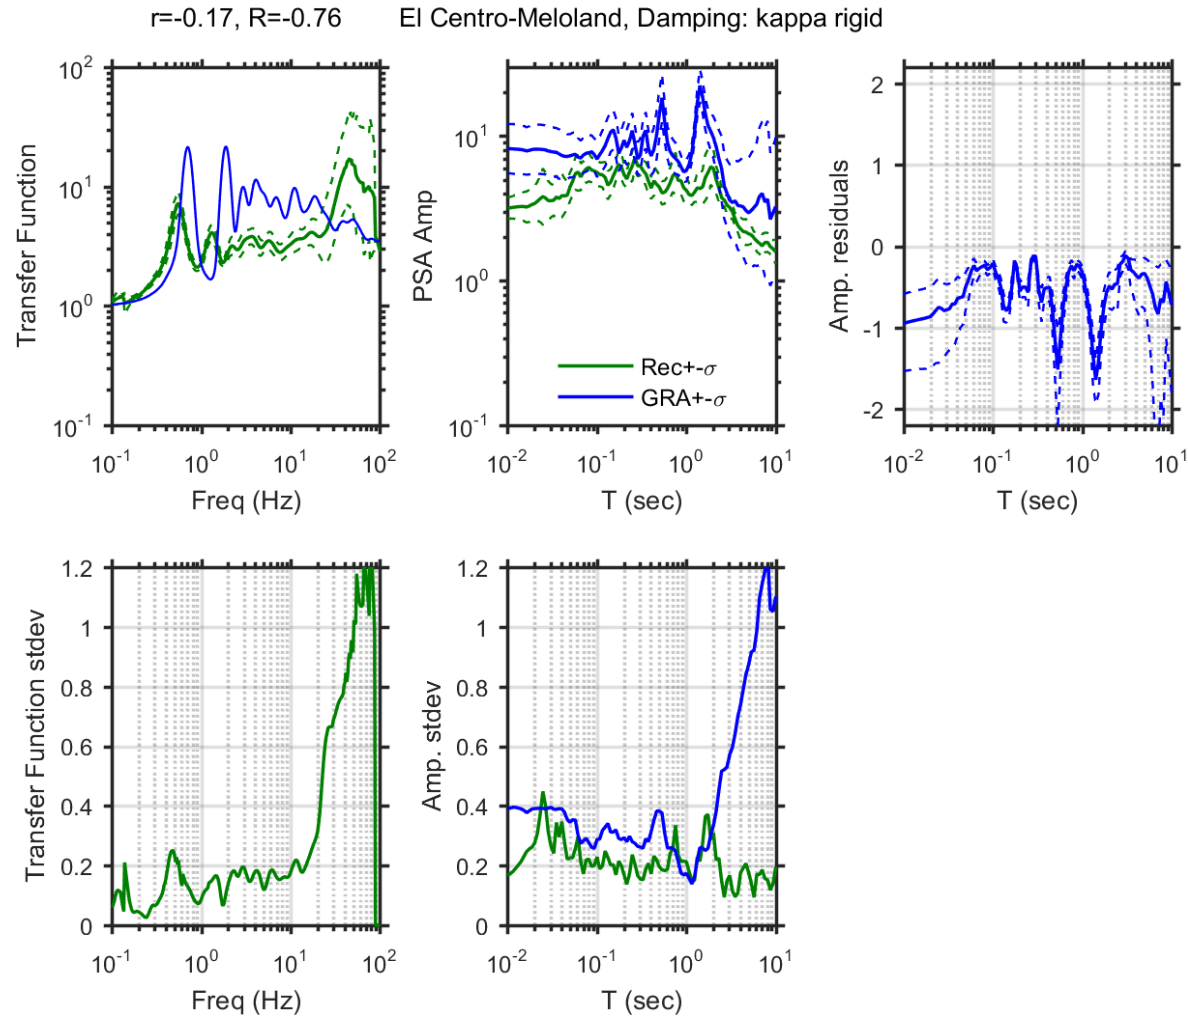 r=-0.17, R=-0.76 El Centro-Meloland, Damping: kappa rigid
Transfer Function
10^2
10^1
10^0
10^-1
10^-1 10^0 10^1 10^2
Freq (Hz)
PSA Amp
10^1
10^0
10^-1
Rec+-σ
GRA+-σ
10^-2 10^-1 10^0 10^1
T (sec)
Amp. residuals
2
1
0
-1
-2
10^-2 10^-1 10^0 10^1
T (sec)
Transfer Function stdev
1.2
1
0.8
0.6
0.4
0.2
0
10^-1 10^0 10^1 10^2
Freq (Hz)
Amp. stdev
1.2
1
0.8
0.6
0.4
0.2
0
10^-2 10^-1 10^0 10^1
T (sec)